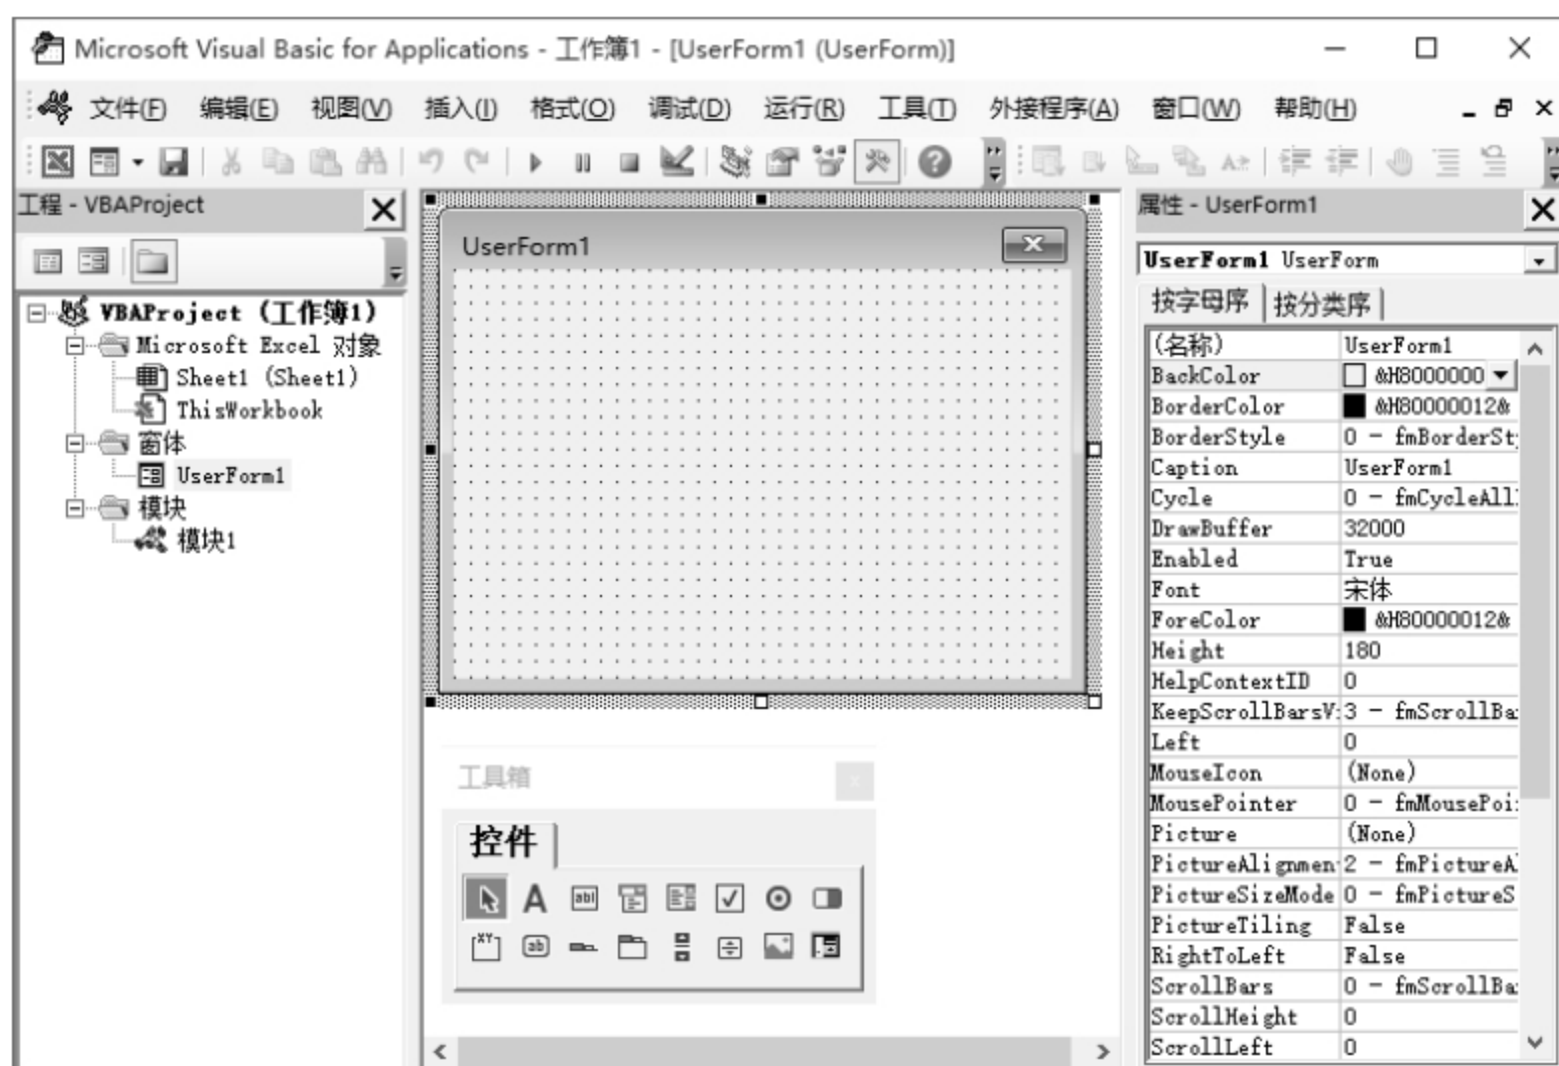 Microsoft Visual Basic for Applications - 工作簿1 - [UserForm1 (UserForm)]
文件(F) 编辑(E) 视图(V) 插入(I) 格式(O) 调试(D) 运行(R) 工具(T) 外接程序(A) 窗口(W) 帮助(H)
工程 - VBAProject
VBAProject (工作簿1)
Microsoft Excel 对象
Sheet1 (Sheet1)
ThisWorkbook
窗体
UserForm1
模块
模块1
UserForm1
工具箱
控件
A
abl
XY
ab
属性 - UserForm1
UserForm1 UserForm
按字母序 按分类序
(名称) UserForm1
BackColor &H8000000
BorderColor &H80000012&
BorderStyle 0 - fmBorderSt
Caption UserForm1
Cycle 0 - fmCycleAll
DrawBuffer 32000
Enabled True
Font 宋体
ForeColor &H80000012&
Height 180
HelpContextID 0
KeepScrollBarsV 3 - fmScrollBa
Left 0
MouseIcon (None)
MousePointer 0 - fmMousePoi
Picture (None)
PictureAlignmen 2 - fmPictureA
PictureSizeMode 0 - fmPictureS
PictureTiling False
RightToLeft False
ScrollBars 0 - fmScrollBa
ScrollHeight 0
ScrollLeft 0